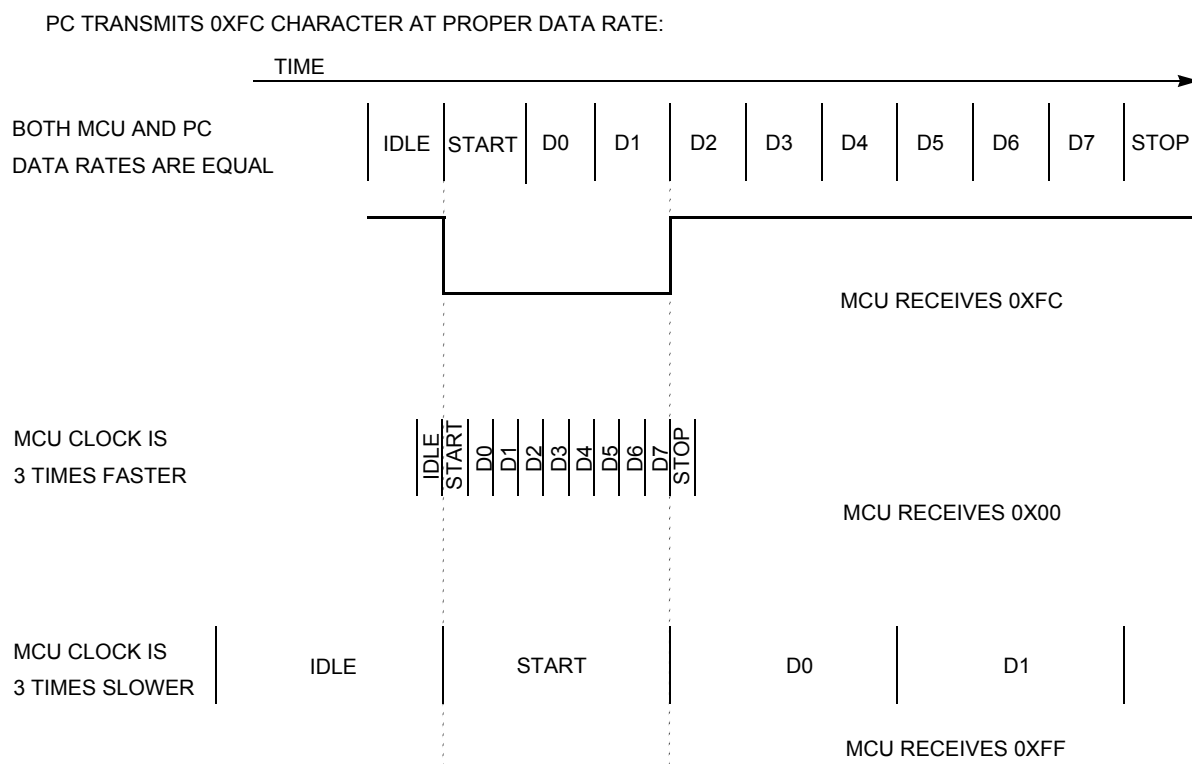 PC TRANSMITS 0XFC CHARACTER AT PROPER DATA RATE:
TIME
BOTH MCU AND PC
DATA RATES ARE EQUAL
IDLE START D0 D1 D2 D3 D4 D5 D6 D7 STOP
MCU RECEIVES 0XFC
MCU CLOCK IS
3 TIMES FASTER
IDLE START D0 D1 D2 D3 D4 D5 D6 D7 STOP
MCU RECEIVES 0X00
MCU CLOCK IS
3 TIMES SLOWER
IDLE START D0 D1
MCU RECEIVES 0XFF